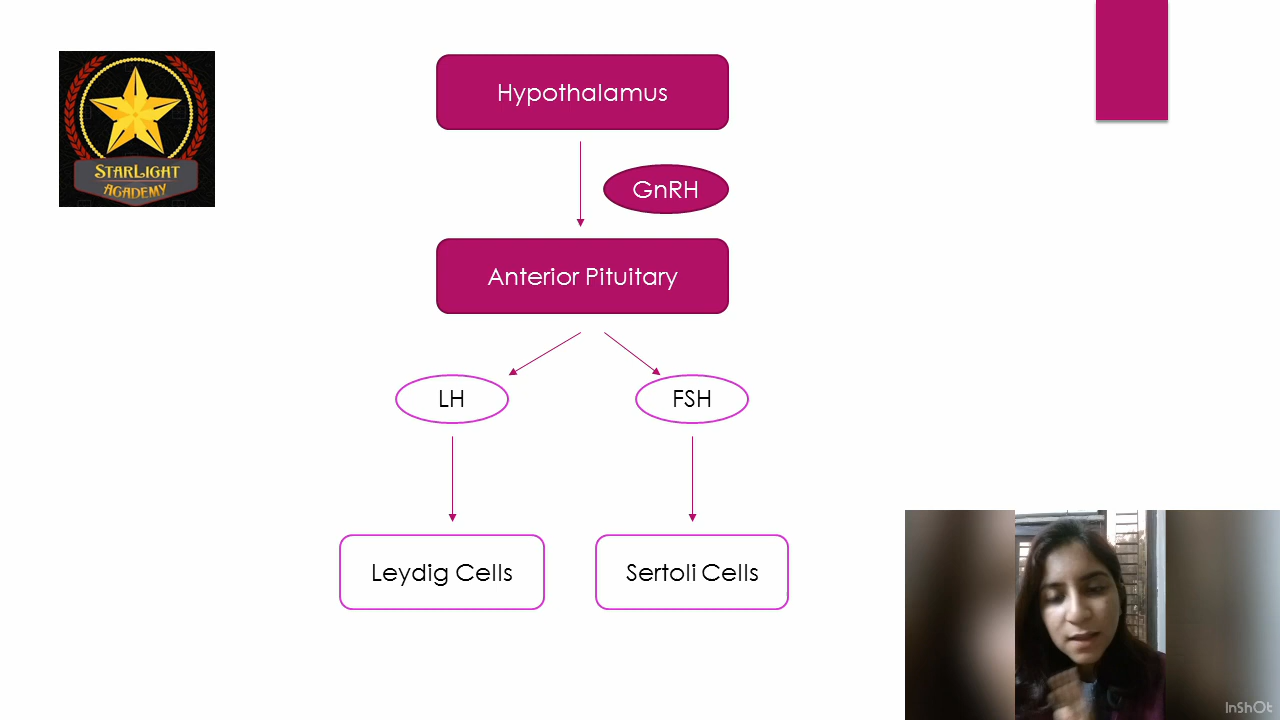 Hypothalamus
STARLIGHT
ACADEMY
GnRH
Anterior Pituitary
LH
FSH
Leydig Cells
Sertoli Cells
InShOt